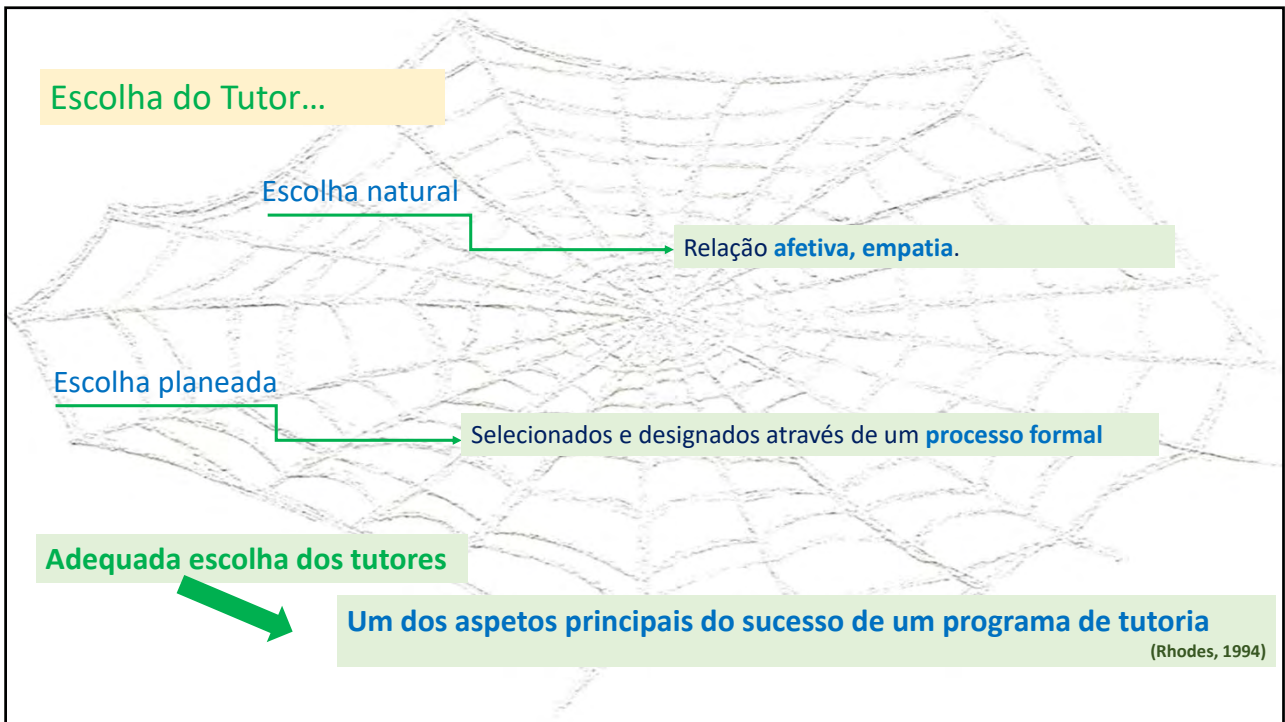 Escolha do Tutor...
Escolha natural
Relação afetiva, empatia.
Escolha planeada
Selecionados e designados através de um processo formal
Adequada escolha dos tutores
Um dos aspetos principais do sucesso de um programa de tutoria
(Rhodes, 1994)